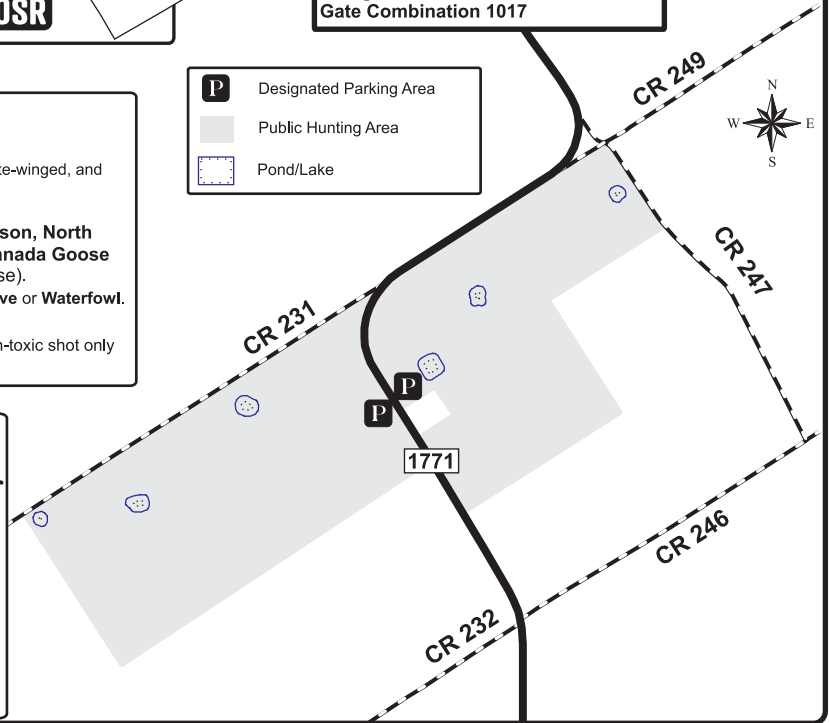 OSR
Gate Combination 1017
P Designated Parking Area
Public Hunting Area
Pond/Lake
te-winged, and
son, North
anada Goose
se).
ve or Waterfowl.
n-toxic shot only
CR 249
N
W E
S
CR 247
CR 231
P
P
1771
CR 246
CR 232